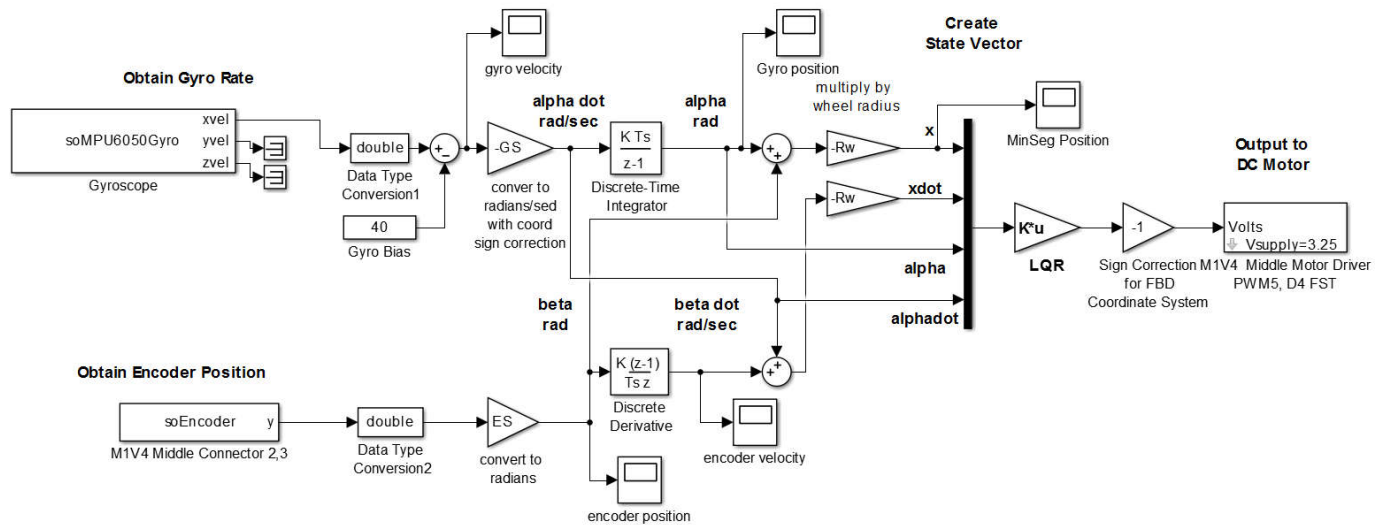 Create
State Vector
gyro velocity
Gyro position
multiply by
wheel radius
Obtain Gyro Rate
alpha dot
rad/sec
alpha
rad
soMPU6050Gyro
xvel
yvel
zvel
Gyroscope
double
Data Type
Conversion1
+
−
-GS
conver to
radians/sed
with coord
sign correction
K Ts
z-1
Discrete-Time
Integrator
+
+
-Rw
x
MinSeg Position
Output to
DC Motor
-Rw
xdot
40
Gyro Bias
K*u
LQR
-1
Sign Correction
for FBD
Coordinate System
Volts
Vsupply=3.25
M1V4 Middle Motor Driver
PWM5, D4 FST
alpha
alphadot
beta
rad
beta dot
rad/sec
K (z-1)
Ts z
Discrete
Derivative
+
+
Obtain Encoder Position
soEncoder
y
M1V4 Middle Connector 2,3
double
Data Type
Conversion2
ES
convert to
radians
encoder velocity
encoder position